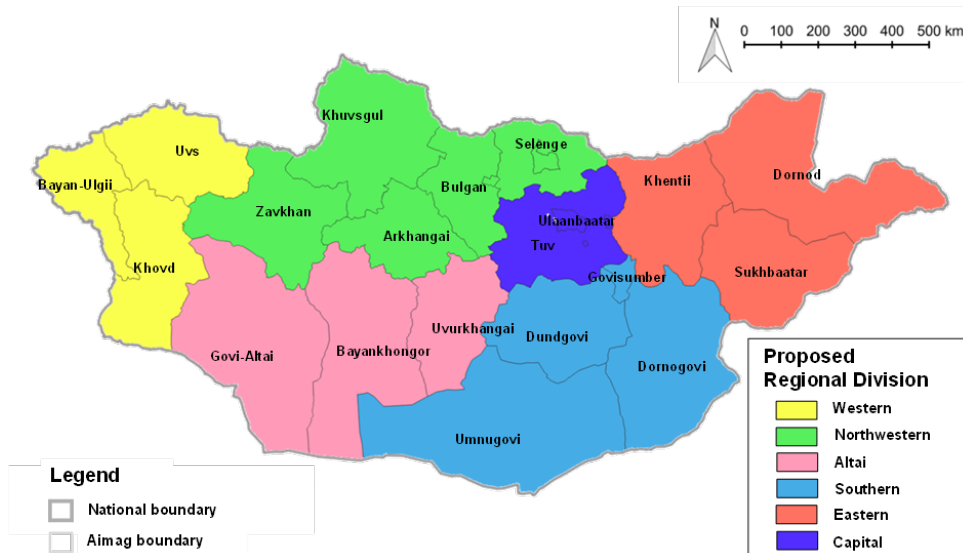 N
0 100 200 300 400 500 km
Khuvsgul
Uvs
Selenge
Bayan-Ulgii
Bulgan
Khentii
Dornod
Zavkhan
Ulaanbaatar
Arkhangai
Tuv
Khovd
Govisumber
Sukhbaatar
Uvurkhangai
Govi-Altai
Bayankhongor
Dundgovi
Dornogovi
Umnugovi
Proposed
Regional Division
Western
Northwestern
Altai
Southern
Eastern
Capital
Legend
National boundary
Aimag boundary